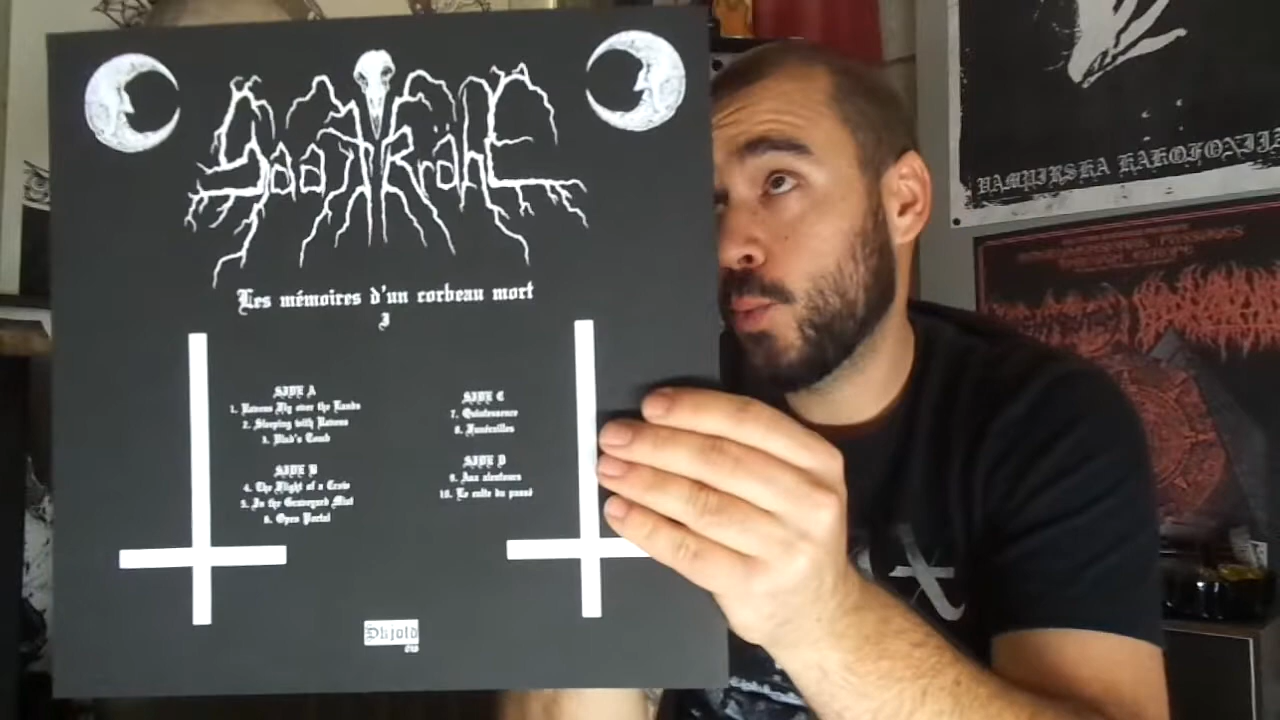 Saatkrähe
Les mémoires d'un corbeau mort
I
SIDE A
1. Ravens fly over the Lands
2. Sleeping with Ravens
3. Blad's Tomb
SIDE B
4. The Flight of a Crow
5. In the Graveyard Mist
6. Open Portal
SIDE C
7. Quintessence
8. Funérailles
SIDE D
9. Aux alentours
10. Le culte du passé
Dkjold
VAMPIRSKA KAKOFONIJA